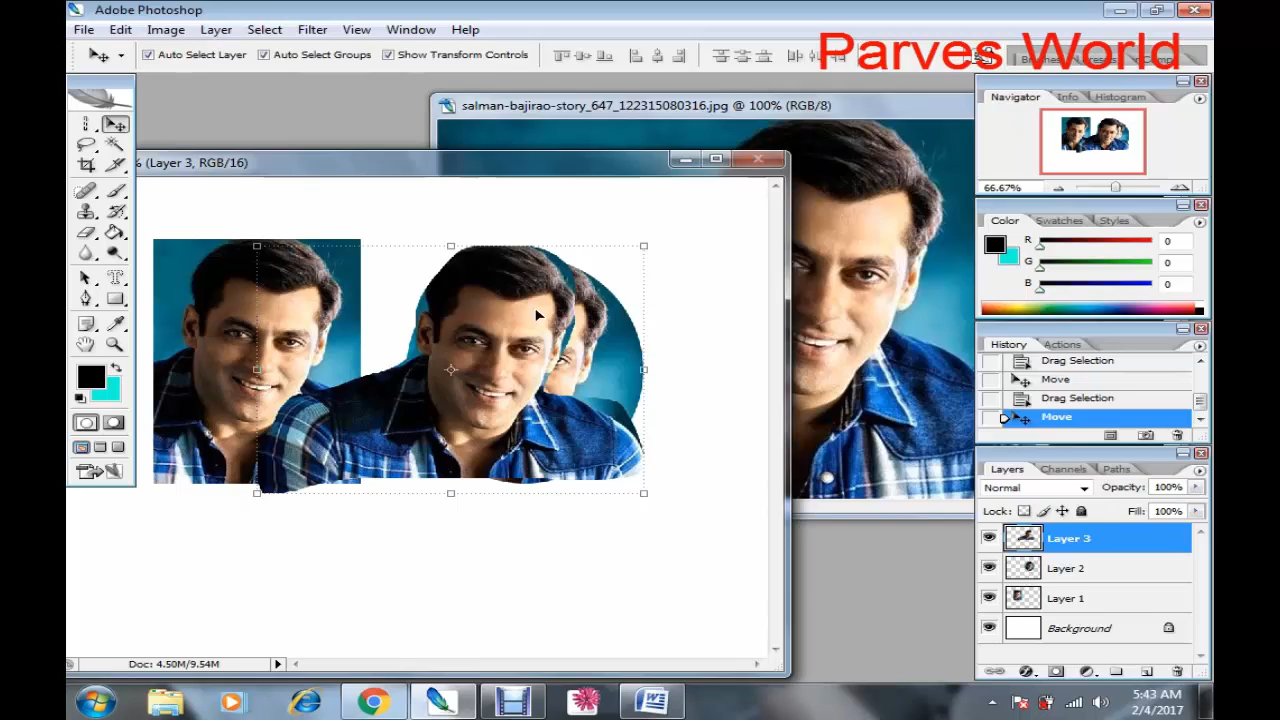 Adobe Photoshop
File Edit Image Layer Select Filter View Window Help
Auto Select Layer Auto Select Groups Show Transform Controls
Parves World
salman-bajirao-story_647_122315080316.jpg @ 100% (RGB/8)
% (Layer 3, RGB/16)
Navigator Info Histogram
66.67%
Color Swatches Styles
R 0
G 0
B 0
History Actions
Drag Selection
Move
Drag Selection
Move
Layers Channels Paths
Normal Opacity: 100%
Lock: Fill: 100%
Layer 3
Layer 2
Layer 1
Background
Doc: 4.50M/9.54M
5:43 AM
2/4/2017